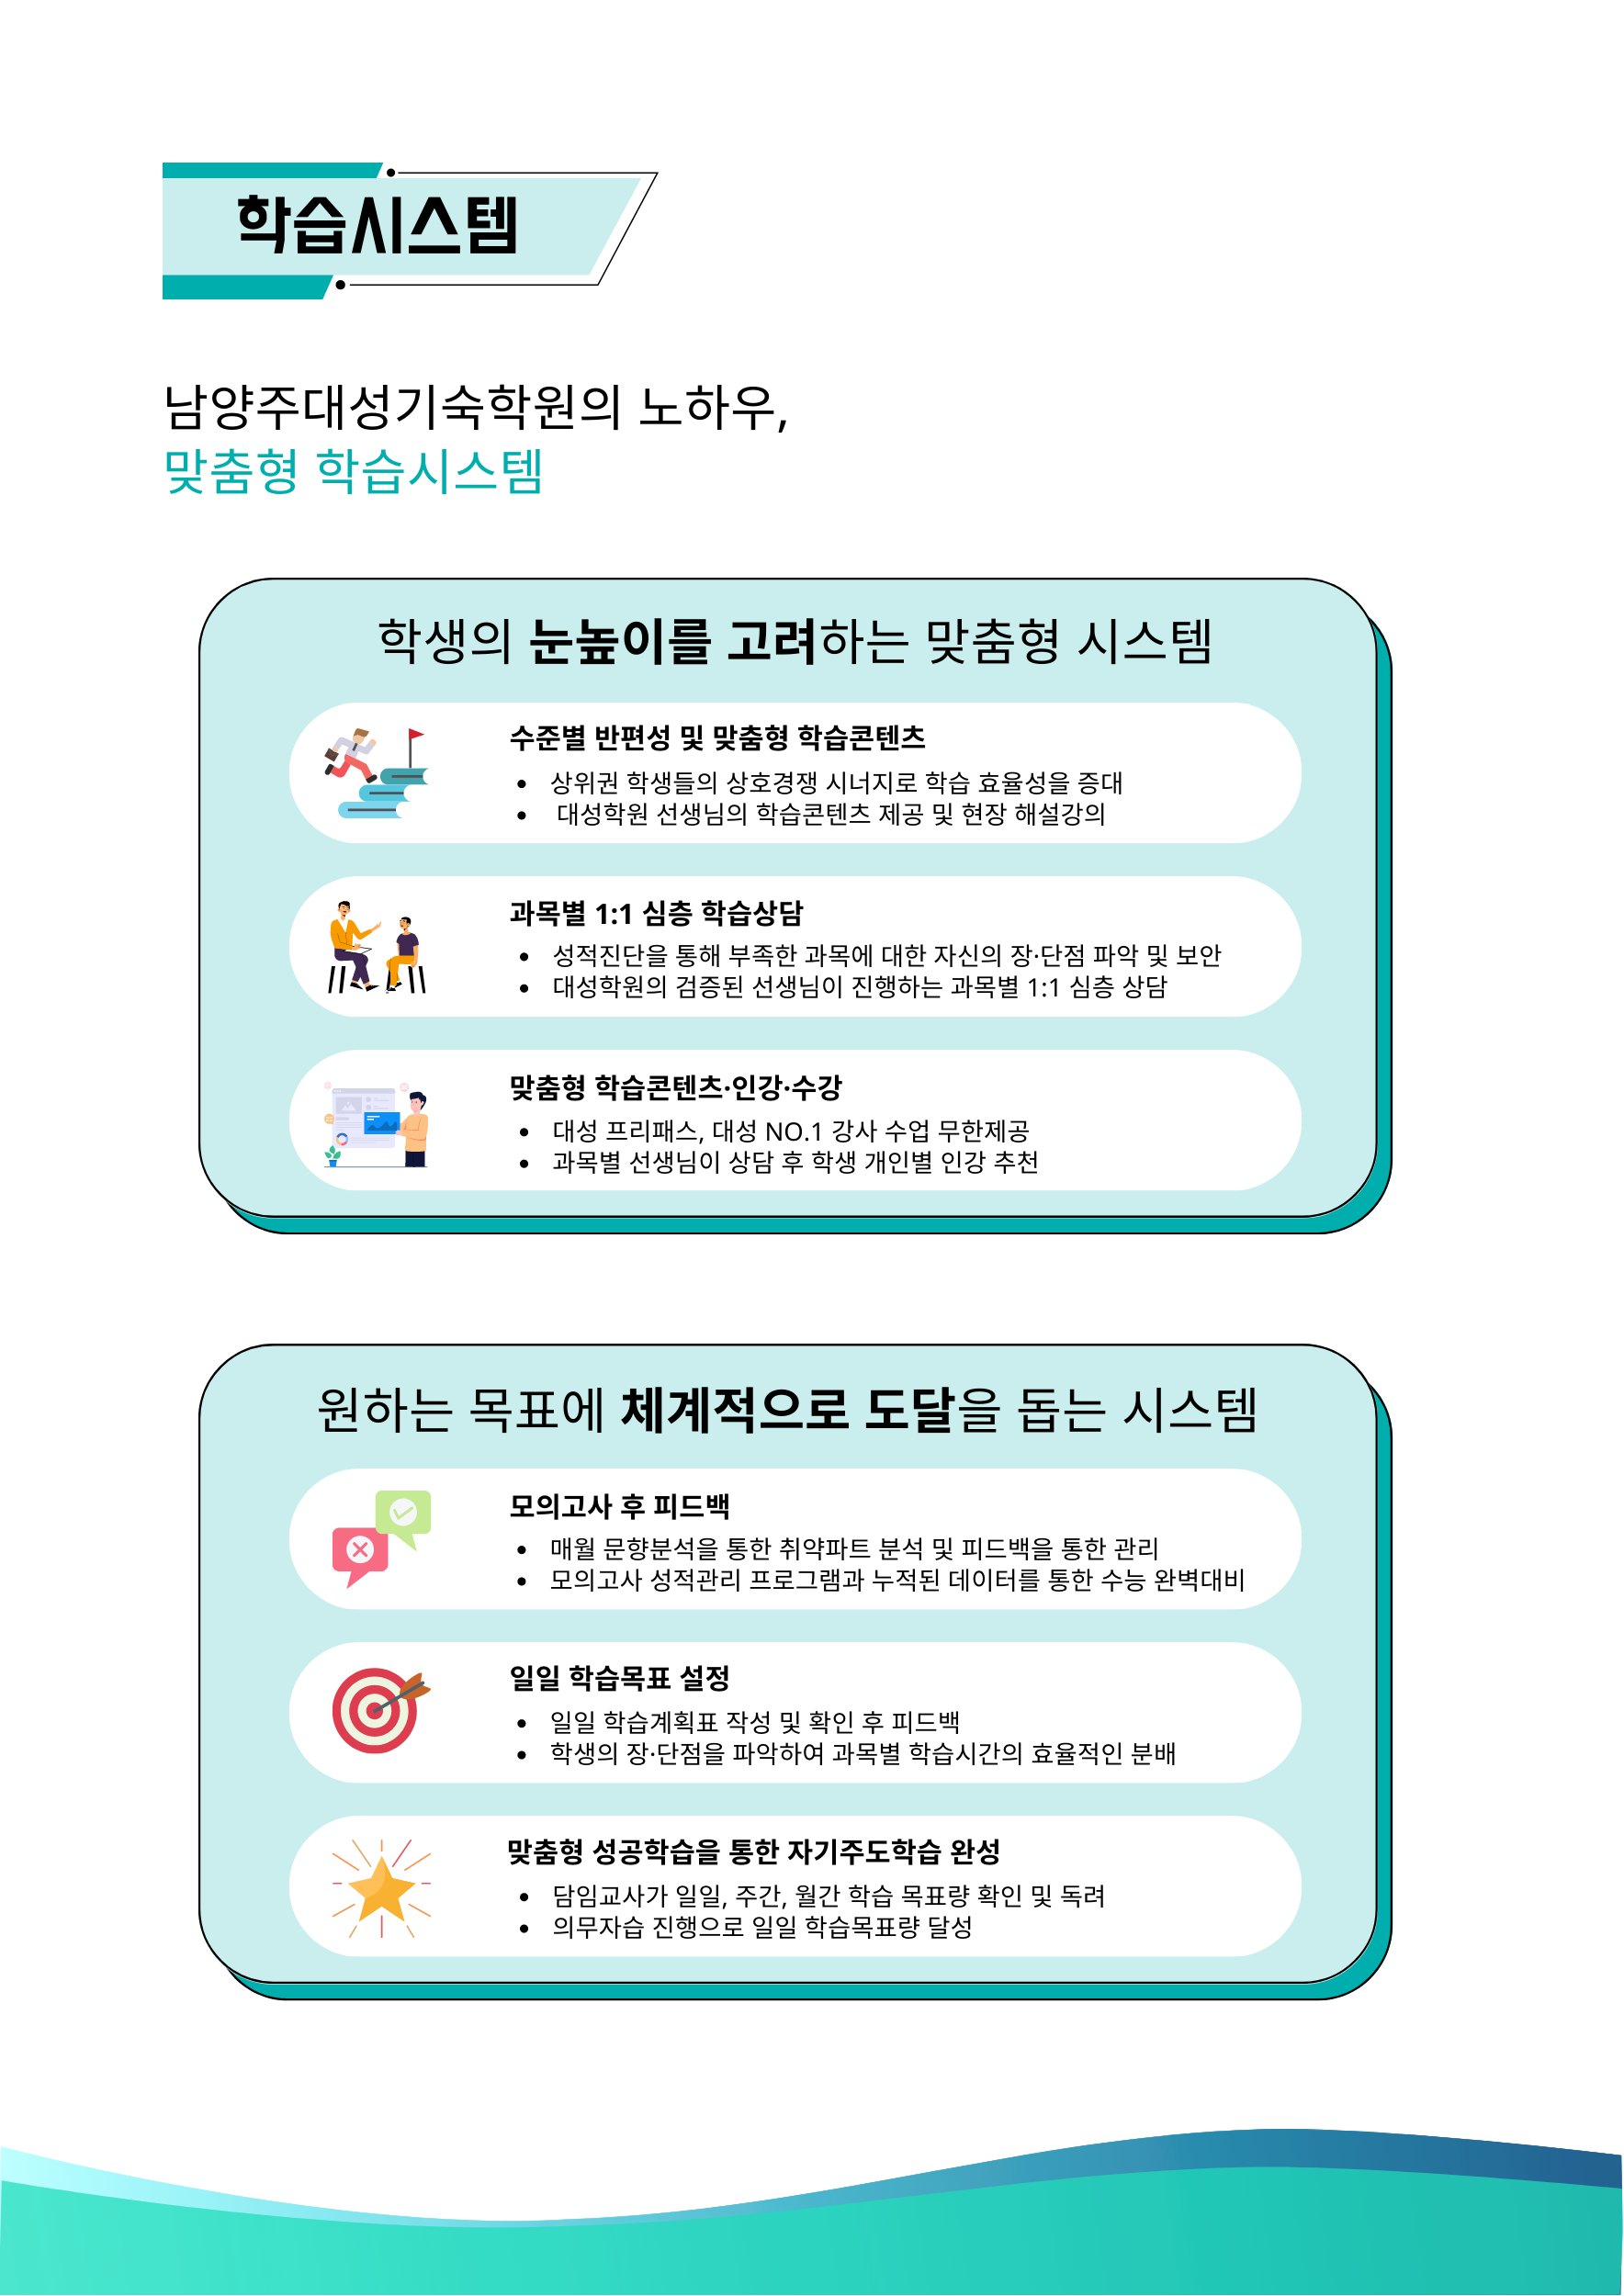 학습시스템
남양주대성기숙학원의 노하우,
맞춤형 학습시스템
학생의 눈높이를 고려하는 맞춤형 시스템
수준별 반편성 및 맞춤형 학습콘텐츠
• 상위권 학생들의 상호경쟁 시너지로 학습 효율성을 증대
• 대성학원 선생님의 학습콘텐츠 제공 및 현장 해설강의
과목별 1:1 심층 학습상담
• 성적진단을 통해 부족한 과목에 대한 자신의 장·단점 파악 및 보안
• 대성학원의 검증된 선생님이 진행하는 과목별 1:1 심층 상담
맞춤형 학습콘텐츠·인강·수강
• 대성 프리패스, 대성 NO.1 강사 수업 무한제공
• 과목별 선생님이 상담 후 학생 개인별 인강 추천
원하는 목표에 체계적으로 도달을 돕는 시스템
모의고사 후 피드백
• 매월 문향분석을 통한 취약파트 분석 및 피드백을 통한 관리
• 모의고사 성적관리 프로그램과 누적된 데이터를 통한 수능 완벽대비
일일 학습목표 설정
• 일일 학습계획표 작성 및 확인 후 피드백
• 학생의 장·단점을 파악하여 과목별 학습시간의 효율적인 분배
맞춤형 성공학습을 통한 자기주도학습 완성
• 담임교사가 일일, 주간, 월간 학습 목표량 확인 및 독려
• 의무자습 진행으로 일일 학습목표량 달성